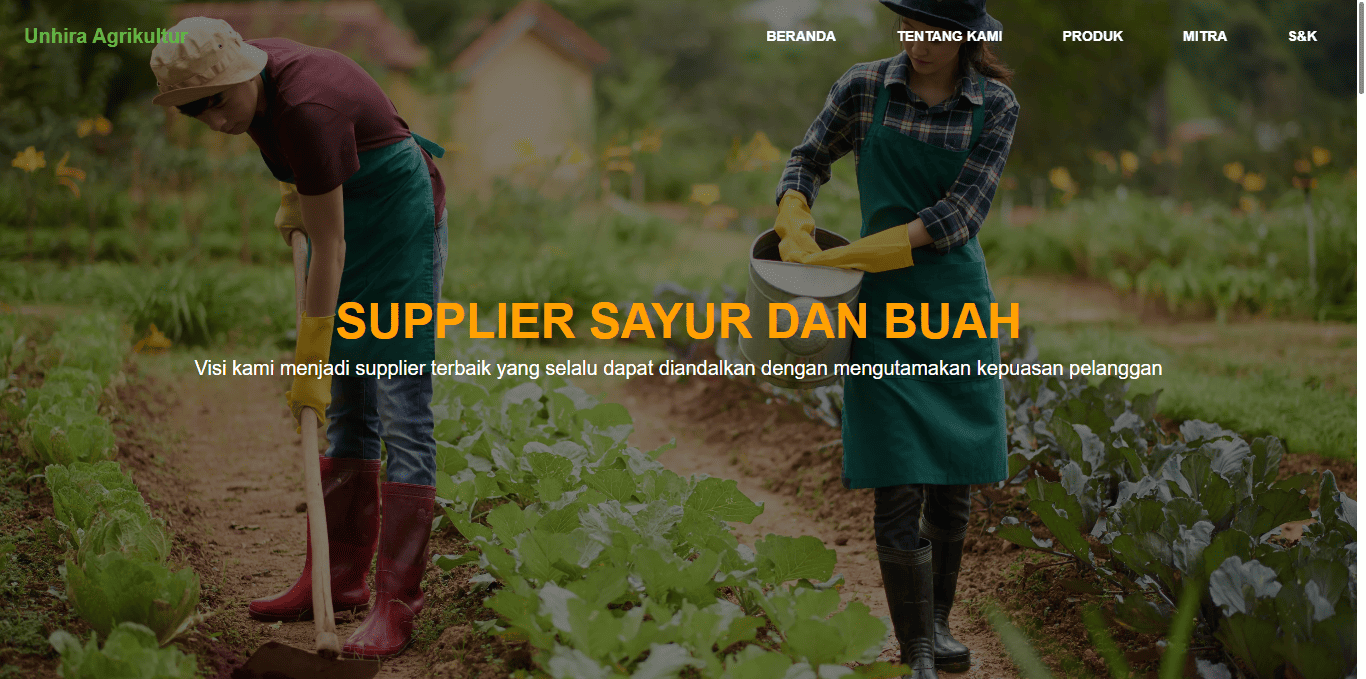 Unhira Agrikultur
BERANDA TENTANG KAMI PRODUK MITRA S&K
SUPPLIER SAYUR DAN BUAH
Visi kami menjadi supplier terbaik yang selalu dapat diandalkan dengan mengutamakan kepuasan pelanggan